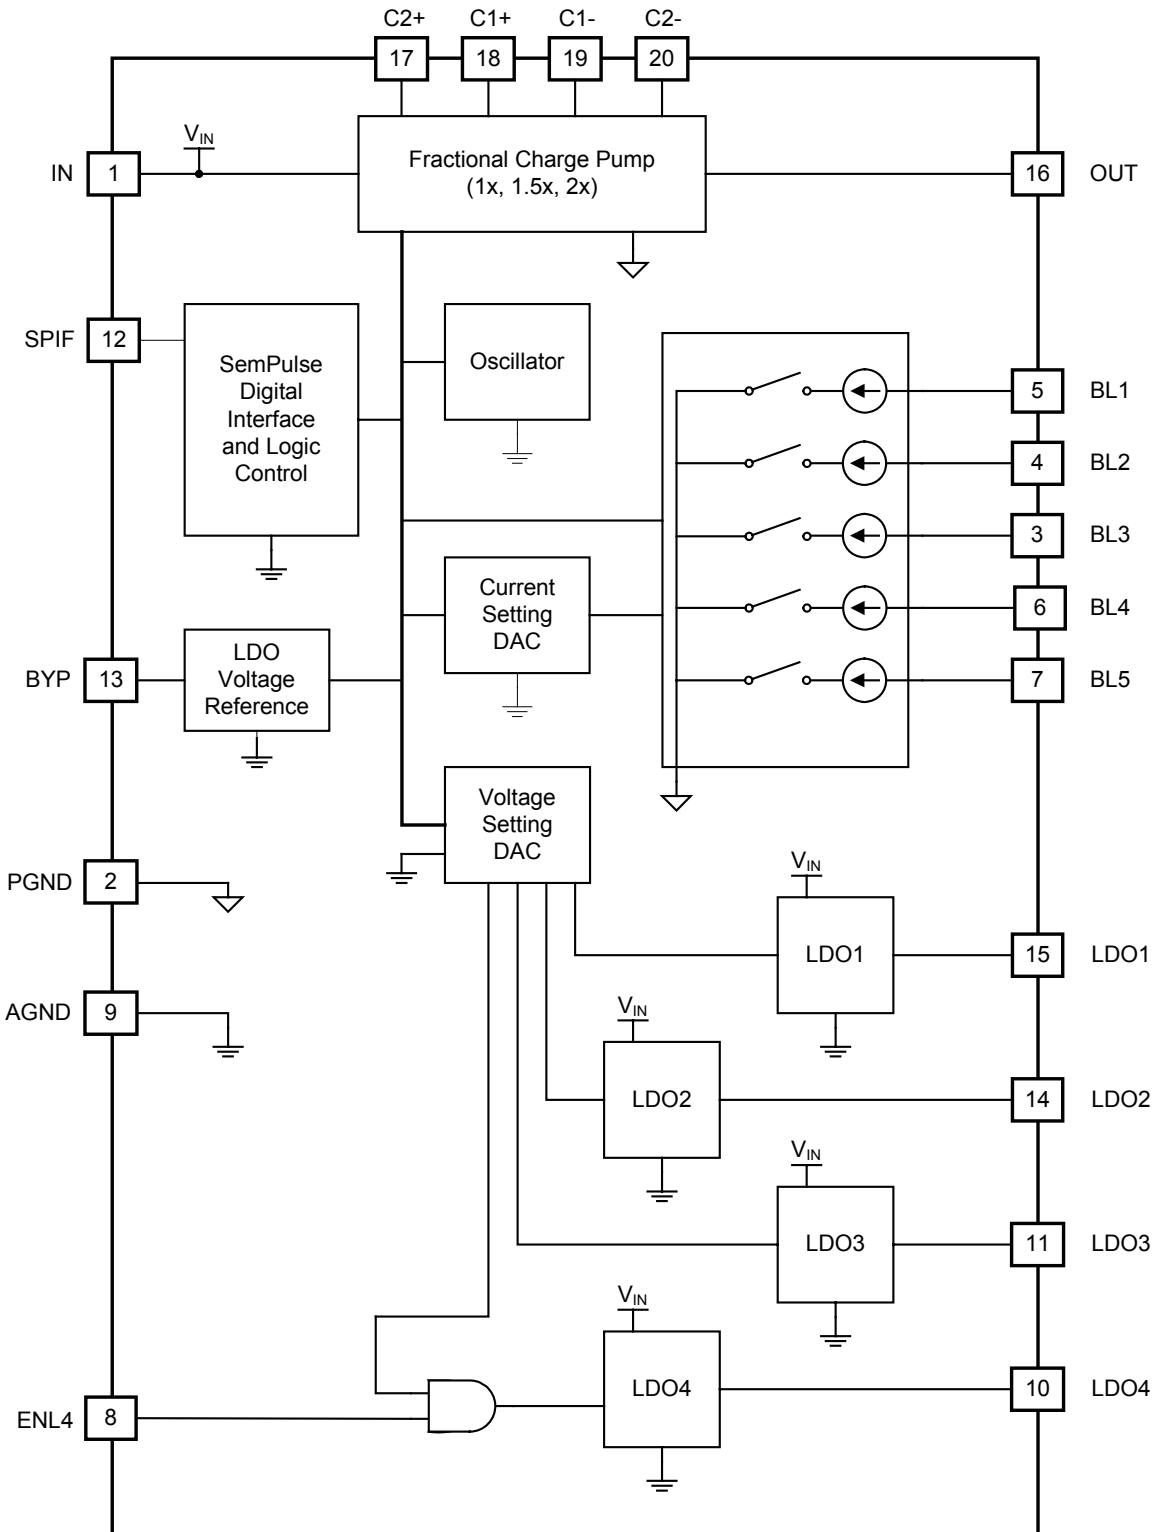 C2+ C1+ C1- C2-
17 18 19 20
VIN
Fractional Charge Pump
(1x, 1.5x, 2x)
IN 1
16 OUT
SPIF 12
SemPulse
Digital
Interface
and Logic
Control
Oscillator
5 BL1
4 BL2
3 BL3
6 BL4
7 BL5
Current
Setting
DAC
BYP 13
LDO
Voltage
Reference
Voltage
Setting
DAC
PGND 2
VIN
LDO1
15 LDO1
AGND 9
VIN
LDO2
14 LDO2
VIN
LDO3
11 LDO3
VIN
LDO4
10 LDO4
ENL4 8